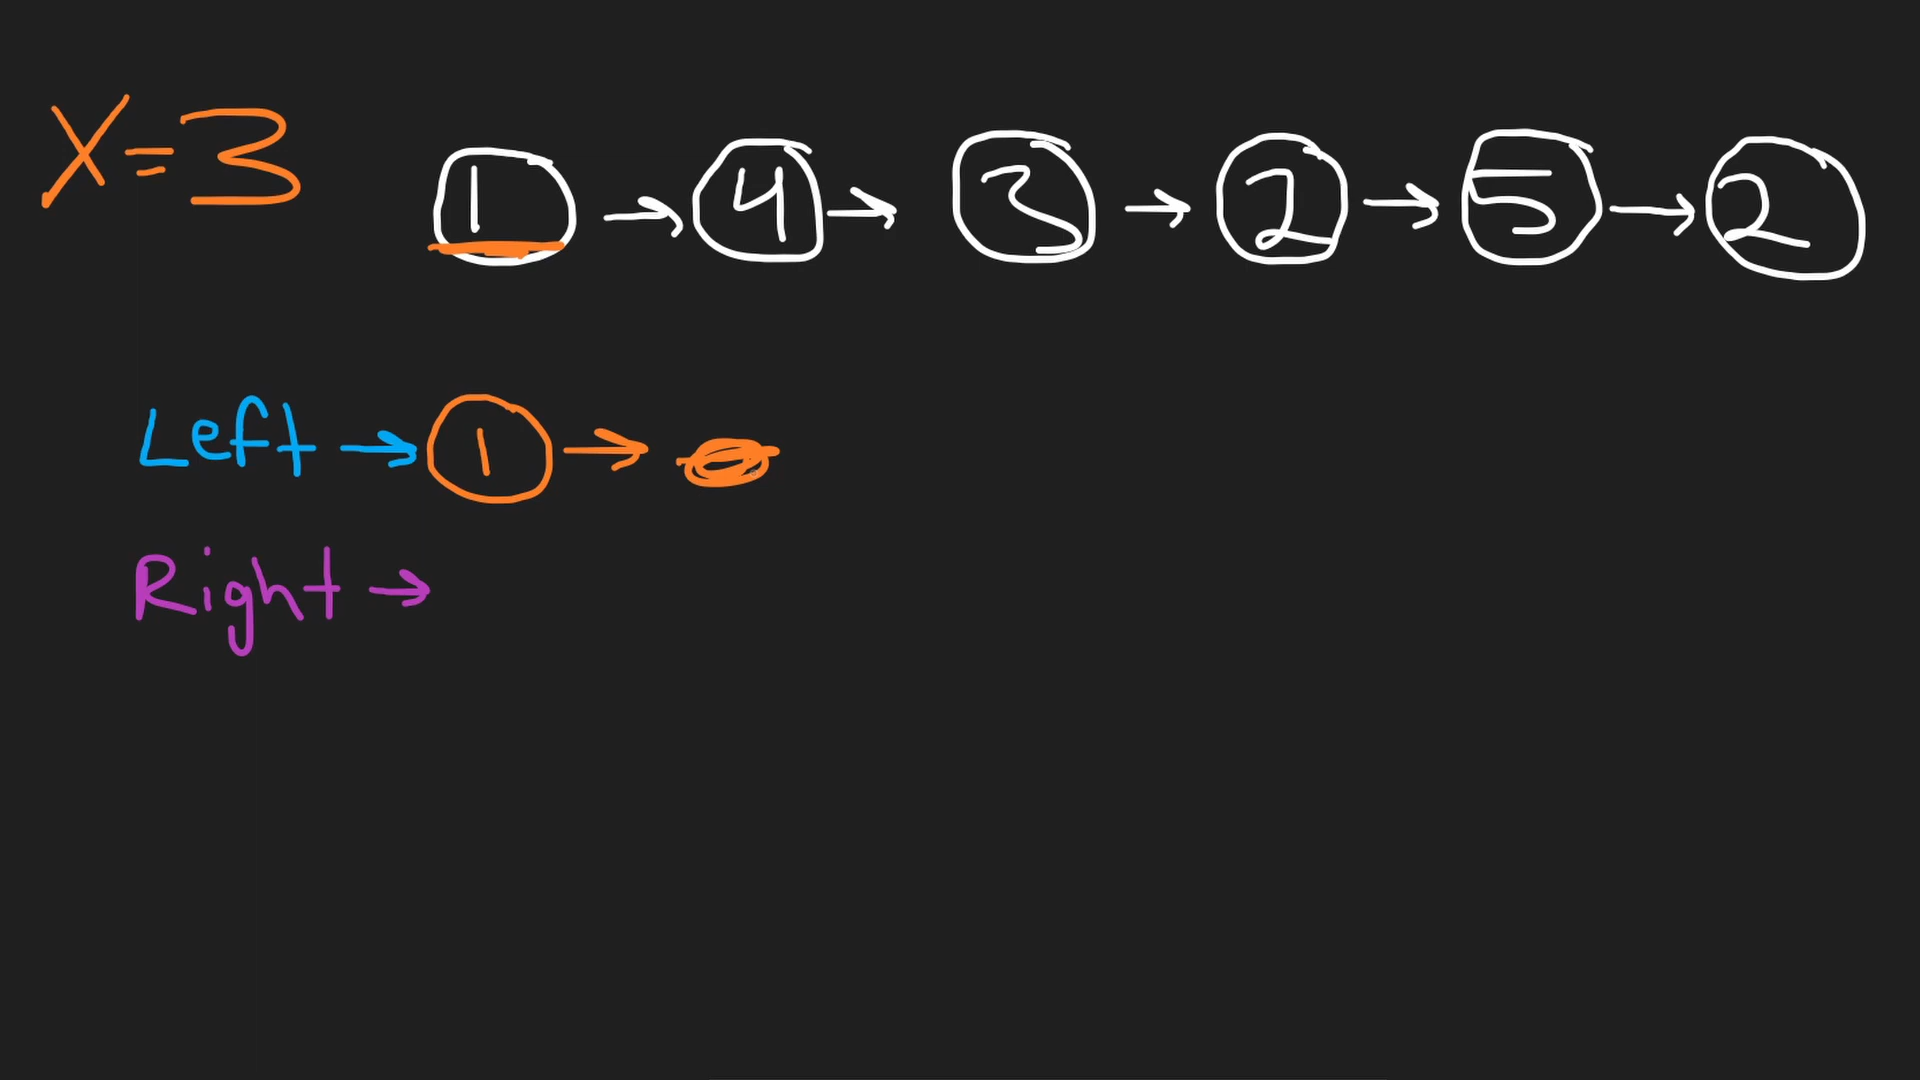 X=3 1 → 4 → 3 → 2 → 5 → 2
Left → 1 →
Right →